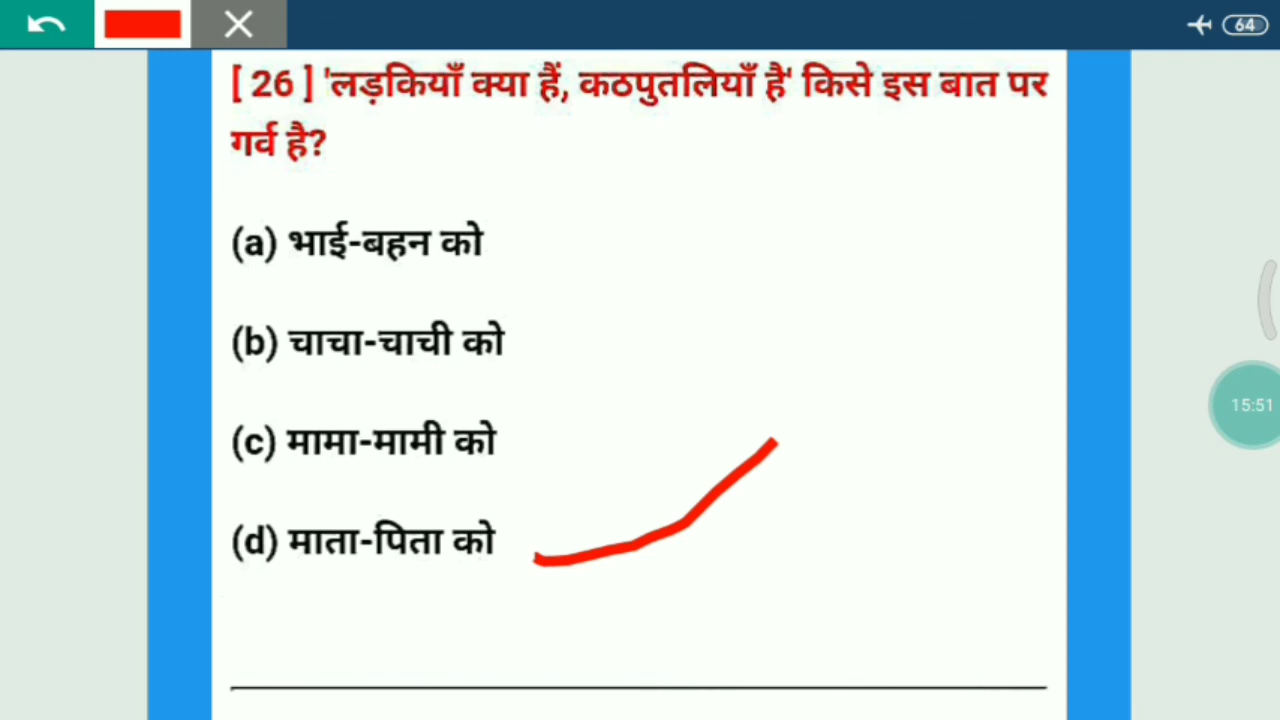 64
[ 26 ] 'लड़कियाँ क्या हैं, कठपुतलियाँ है' किसे इस बात पर
गर्व है?
(a) भाई-बहन को
(b) चाचा-चाची को
(c) मामा-मामी को
(d) माता-पिता को
15:51